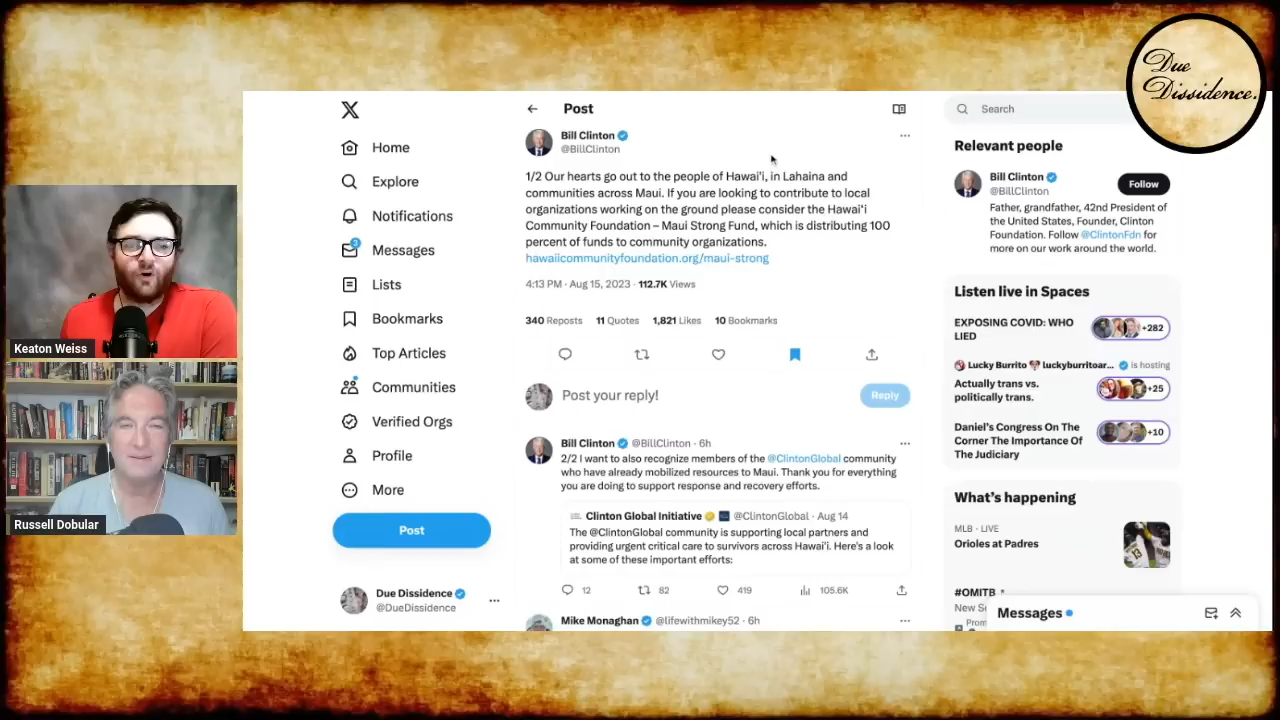 Due
Dissidence.
Keaton Weiss
Russell Dobular
X
Home
Explore
Notifications
3
Messages
Lists
Bookmarks
Top Articles
Communities
Verified Orgs
Profile
More
Post
Due Dissidence
@DueDissidence
Post
Bill Clinton
@BillClinton
1/2 Our hearts go out to the people of Hawai'i, in Lahaina and
communities across Maui. If you are looking to contribute to local
organizations working on the ground please consider the Hawai'i
Community Foundation – Maui Strong Fund, which is distributing 100
percent of funds to community organizations.
hawaiicommunityfoundation.org/maui-strong
4:13 PM · Aug 15, 2023 · 112.7K Views
340 Reposts 11 Quotes 1,821 Likes 10 Bookmarks
Post your reply!
Reply
Bill Clinton @BillClinton · 6h
2/2 I want to also recognize members of the @ClintonGlobal community
who have already mobilized resources to Maui. Thank you for everything
you are doing to support response and recovery efforts.
Clinton Global Initiative @ClintonGlobal · Aug 14
The @ClintonGlobal community is supporting local partners and
providing urgent critical care to survivors across Hawai'i. Here's a look
at some of these important efforts:
12 82 419 105.6K
Mike Monaghan @lifewithmikey52 · 6h
Search
Relevant people
Bill Clinton
@BillClinton
Follow
Father, grandfather, 42nd President of
the United States, Founder, Clinton
Foundation. Follow @ClintonFdn for
more on our work around the world.
Listen live in Spaces
EXPOSING COVID: WHO
LIED
+282
Lucky Burrito luckyburritoar... is hosting
Actually trans vs.
politically trans.
+25
Daniel's Congress On The
Corner The Importance Of
The Judiciary
+10
What's happening
MLB · LIVE
Orioles at Padres
#OMITB
New
Messages